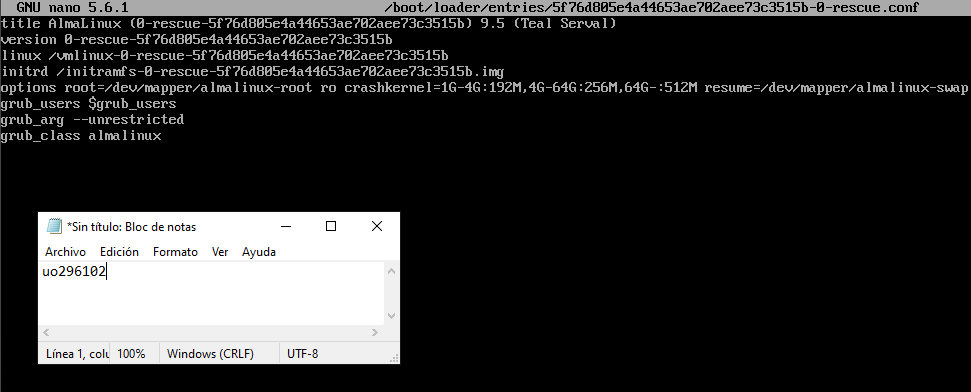 GNU nano 5.6.1 /boot/loader/entries/5f76d805e4a44653ae702aee73c3515b-0-rescue.conf
title AlmaLinux (0-rescue-5f76d805e4a44653ae702aee73c3515b) 9.5 (Teal Serval)
version 0-rescue-5f76d805e4a44653ae702aee73c3515b
linux /vmlinux-0-rescue-5f76d805e4a44653ae702aee73c3515b
initrd /initramfs-0-rescue-5f76d805e4a44653ae702aee73c3515b.img
options root=/dev/mapper/almalinux-root ro crashkernel=1G-4G:192M,4G-64G:256M,64G-:512M resume=/dev/mapper/almalinux-swap
grub_users $grub_users
grub_arg --unrestricted
grub_class almalinux
*Sin título: Bloc de notas
Archivo Edición Formato Ver Ayuda
uo296102
Línea 1, colu 100% Windows (CRLF) UTF-8